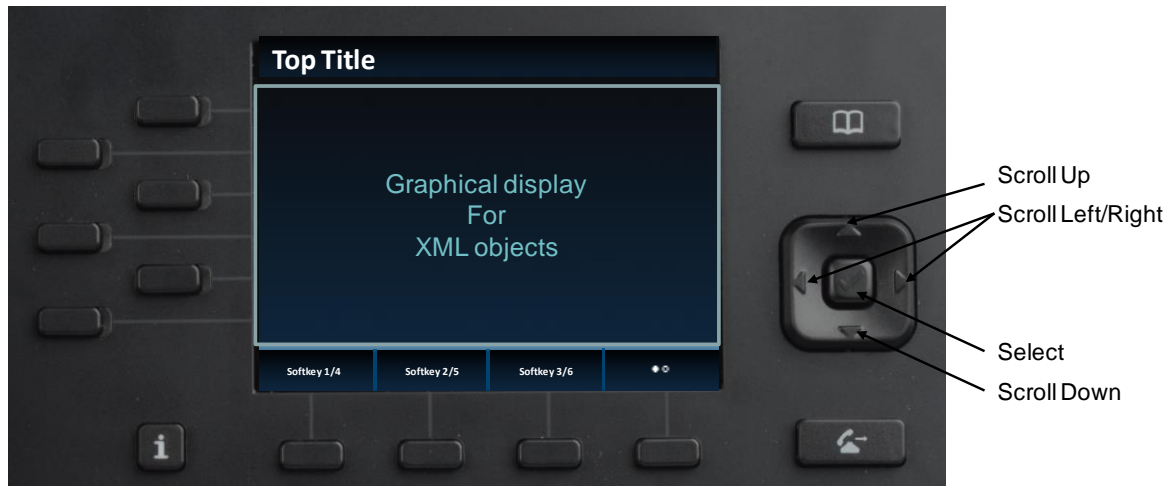 Top Title
Graphical display
For
XML objects
Softkey 1/4
Softkey 2/5
Softkey 3/6
i
Scroll Up
Scroll Left/Right
Select
Scroll Down